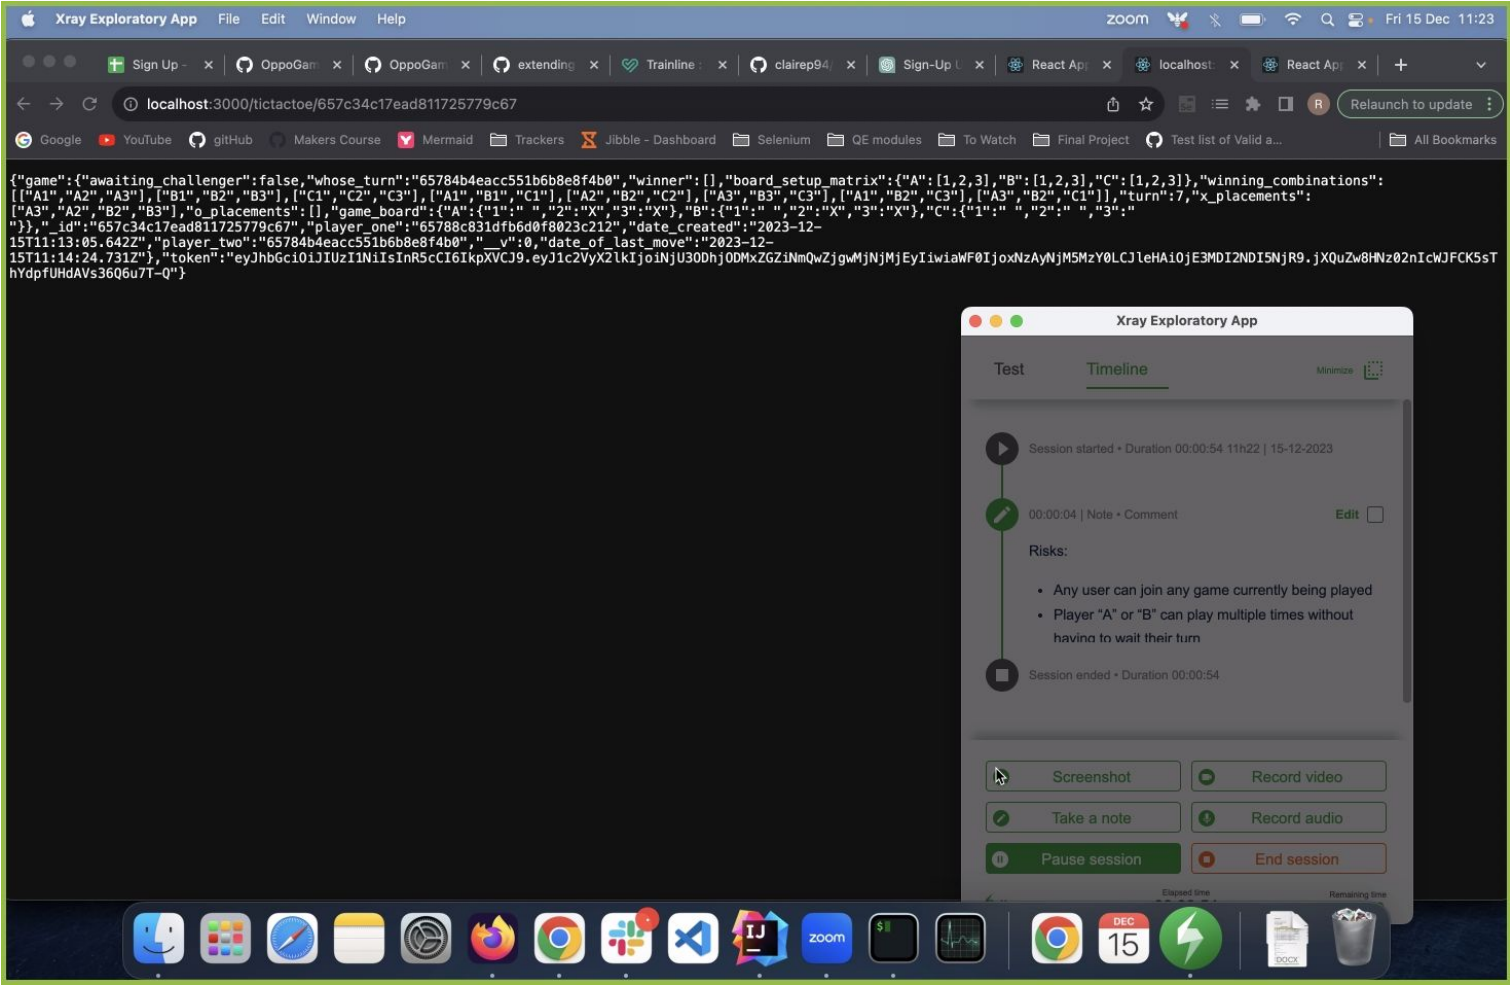 Xray Exploratory App File Edit Window Help zoom Fri 15 Dec 11:23
Sign Up - OppoGam OppoGam extending Trainline : clairep94/ Sign-Up U React App localhost: React App
localhost:3000/tictactoe/657c34c17ead811725779c67 R Relaunch to update
Google YouTube gitHub Makers Course Mermaid Trackers Jibble - Dashboard Selenium QE modules To Watch Final Project Test list of Valid a... All Bookmarks
{"game":{"awaiting_challenger":false,"whose_turn":"65784b4eacc551b6b8e8f4b0","winner":[],"board_setup_matrix":{"A":[1,2,3],"B":[1,2,3],"C":[1,2,3]},"winning_combinations":
[["A1","A2","A3"],["B1","B2","B3"],["C1","C2","C3"],["A1","B1","C1"],["A2","B2","C2"],["A3","B3","C3"],["A1","B2","C3"],["A3","B2","C1"]],"turn":7,"x_placements":
["A3","A2","B2","B3"],"o_placements":[],"game_board":{"A":{"1":" ","2":"X","3":"X"},"B":{"1":" ","2":"X","3":"X"},"C":{"1":" ","2":" ","3":"
"}},"_id":"657c34c17ead811725779c67","player_one":"65788c831dfb6d0f8023c212","date_created":"2023-12-
15T11:13:05.642Z","player_two":"65784b4eacc551b6b8e8f4b0","__v":0,"date_of_last_move":"2023-12-
15T11:14:24.731Z"},"token":"eyJhbGciOiJIUzI1NiIsInR5cCI6IkpXVCJ9.eyJ1c2VyX2lkIjoiNjU3ODhjODMxZGZiNmQwZjgwMjNjMjEyIiwiaWF0IjoxNzAyNjM5MzY0LCJleHAiOjE3MDI2NDI5NjR9.jXQuZw8HNz02nIcWJFCK5sT
hYdpfUHdAVs36Q6u7T-Q"}
Xray Exploratory App
Test Timeline Minimize
Session started • Duration 00:00:54 11h22 | 15-12-2023
00:00:04 | Note • Comment Edit
Risks:
• Any user can join any game currently being played
• Player “A” or “B” can play multiple times without
having to wait their turn
Session ended • Duration 00:00:54
Screenshot Record video
Take a note Record audio
Pause session End session
Elapsed time Remaining time
IJ zoom $ DEC
15 DOCX